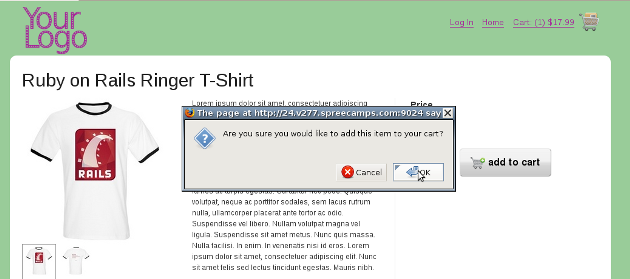 Your
Logo
Log In Home Cart: (1) $17.99
Ruby on Rails Ringer T-Shirt
Lorem ipsum dolor sit amet, consectetuer adipiscing
Price
The page at http://24.v277.spreecamps.com:9024 say
Are you sure you would like to add this item to your cart?
Cancel
OK
add to cart
RAILS
volutpat, neque ac porttitor sodales, sem lacus rutrum
nulla, ullamcorper placerat ante tortor ac odio.
Suspendisse vel libero. Nullam volutpat magna vel
ligula. Suspendisse sit amet metus. Nunc quis massa.
Nulla facilisi. In enim. In venenatis nisi id eros. Lorem
ipsum dolor sit amet, consectetuer adipiscing elit. Nunc
sit amet felis sed lectus tincidunt egestas. Mauris nibh.